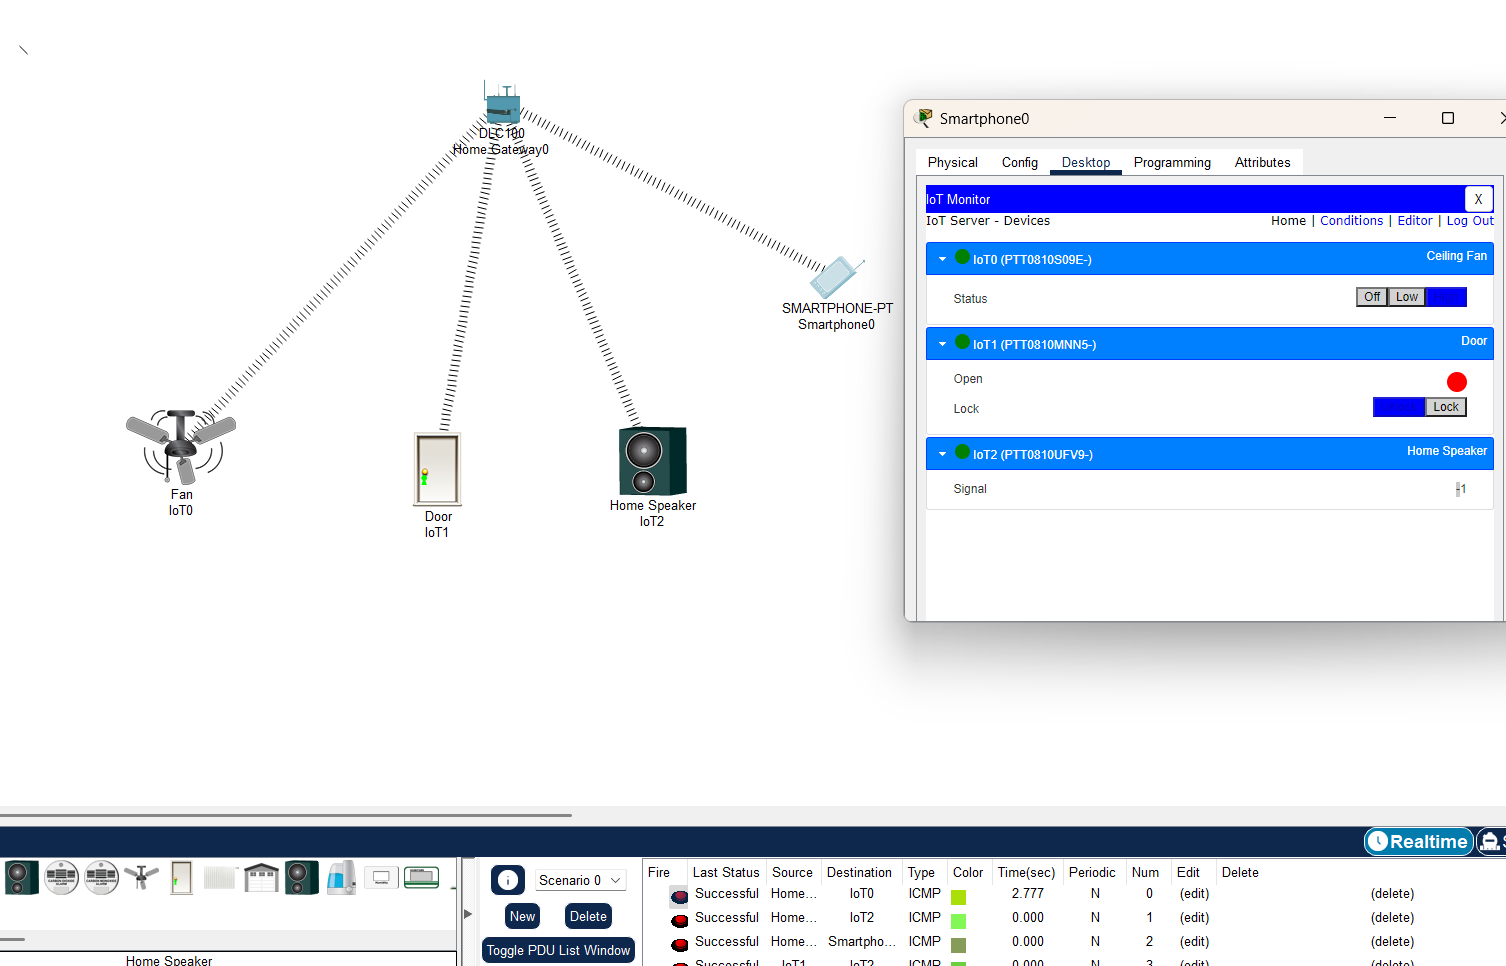 DLC100
Home Gateway0
SMARTPHONE-PT
Smartphone0
Fan
IoT0
Door
IoT1
Home Speaker
IoT2
Smartphone0
Physical Config Desktop Programming Attributes
IoT Monitor X
IoT Server - Devices Home | Conditions | Editor | Log Out
IoT0 (PTT0810S09E-) Ceiling Fan
Status Off Low
IoT1 (PTT0810MNN5-) Door
Open
Lock Lock
IoT2 (PTT0810UFV9-) Home Speaker
Signal -1
Realtime
Scenario 0
New Delete
Toggle PDU List Window
Home Speaker
Fire Last Status Source Destination Type Color Time(sec) Periodic Num Edit Delete
Successful Home... IoT0 ICMP 2.777 N 0 (edit) (delete)
Successful Home... IoT2 ICMP 0.000 N 1 (edit) (delete)
Successful Home... Smartpho... ICMP 0.000 N 2 (edit) (delete)
Successful IoT1 IoT2 ICMP 0.000 N 3 (edit) (delete)